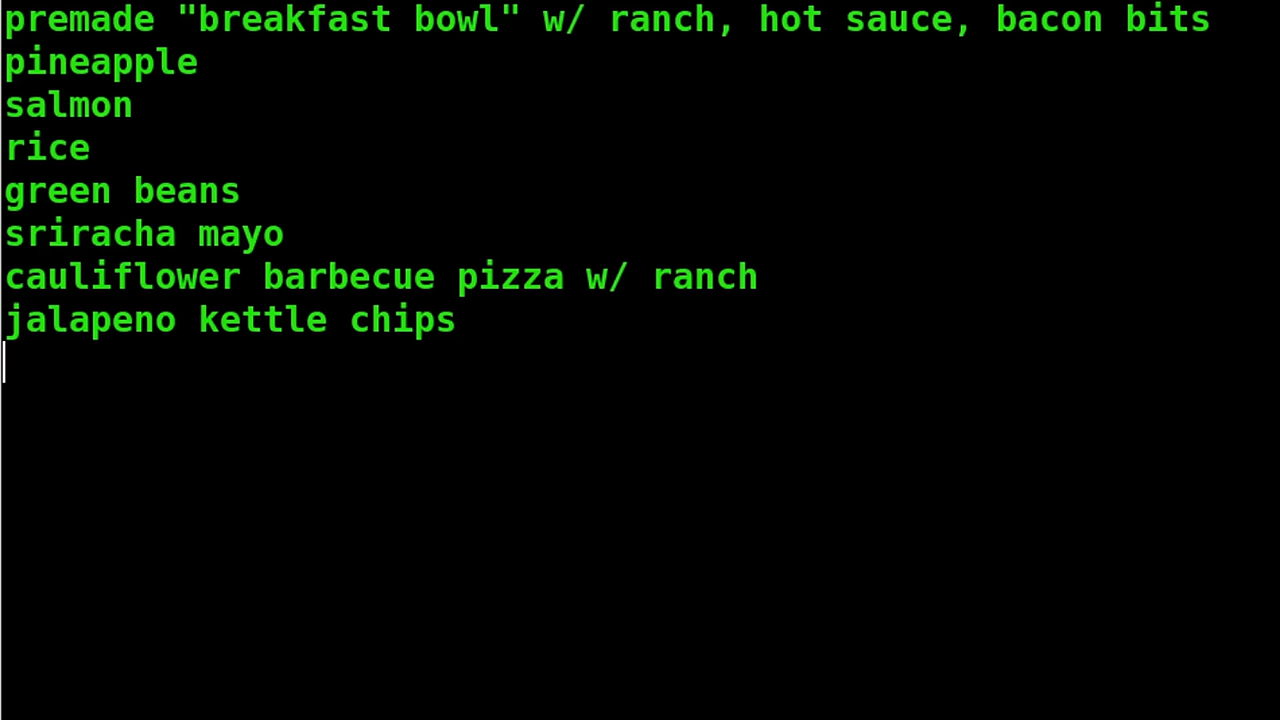 premade "breakfast bowl" w/ ranch, hot sauce, bacon bits
pineapple
salmon
rice
green beans
sriracha mayo
cauliflower barbecue pizza w/ ranch
jalapeno kettle chips